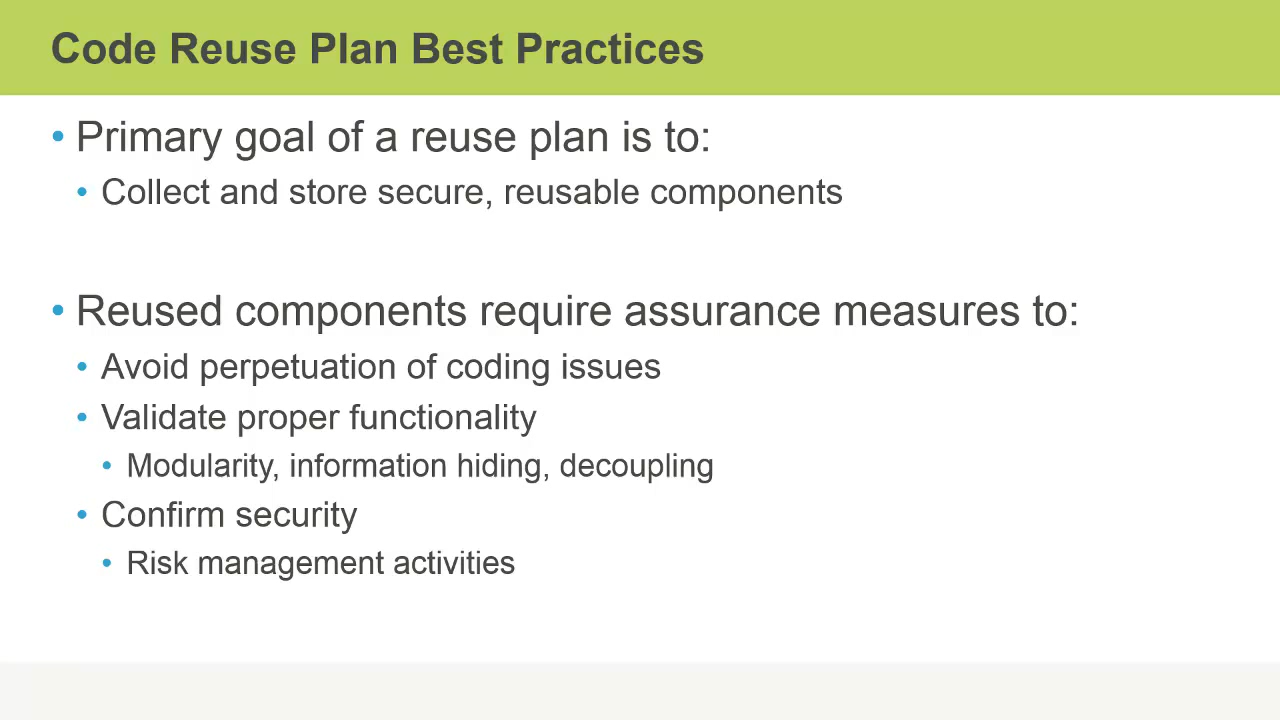 Code Reuse Plan Best Practices
• Primary goal of a reuse plan is to:
• Collect and store secure, reusable components
• Reused components require assurance measures to:
• Avoid perpetuation of coding issues
• Validate proper functionality
• Modularity, information hiding, decoupling
• Confirm security
• Risk management activities